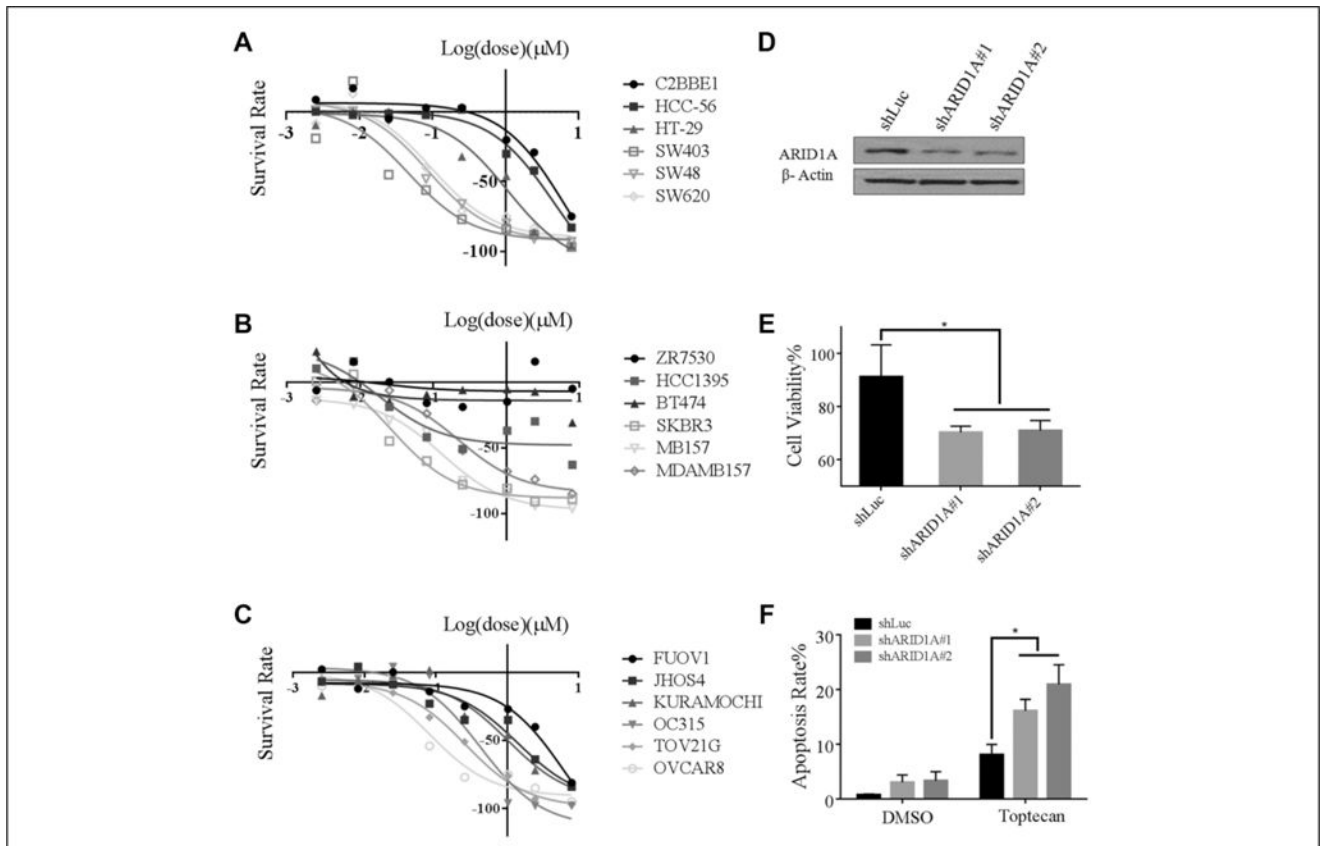 A
Log(dose)(μM)
Survival Rate
-3
-2
-1
1
-50
-100
C2BBE1
HCC-56
HT-29
SW403
SW48
SW620
B
Log(dose)(μM)
Survival Rate
-3
-2
-1
1
-50
-100
ZR7530
HCC1395
BT474
SKBR3
MB157
MDAMB157
C
Log(dose)(μM)
Survival Rate
-3
-2
-1
1
-50
-100
FUOV1
JHOS4
KURAMOCHI
OC315
TOV21G
OVCAR8
D
shLuc
shARID1A#1
shARID1A#2
ARID1A
β- Actin
E
*
Cell Viability%
100
80
60
shLuc
shARID1A#1
shARID1A#2
F
shLuc
shARID1A#1
shARID1A#2
*
Apoptosis Rate%
30
20
10
0
DMSO
Toptecan